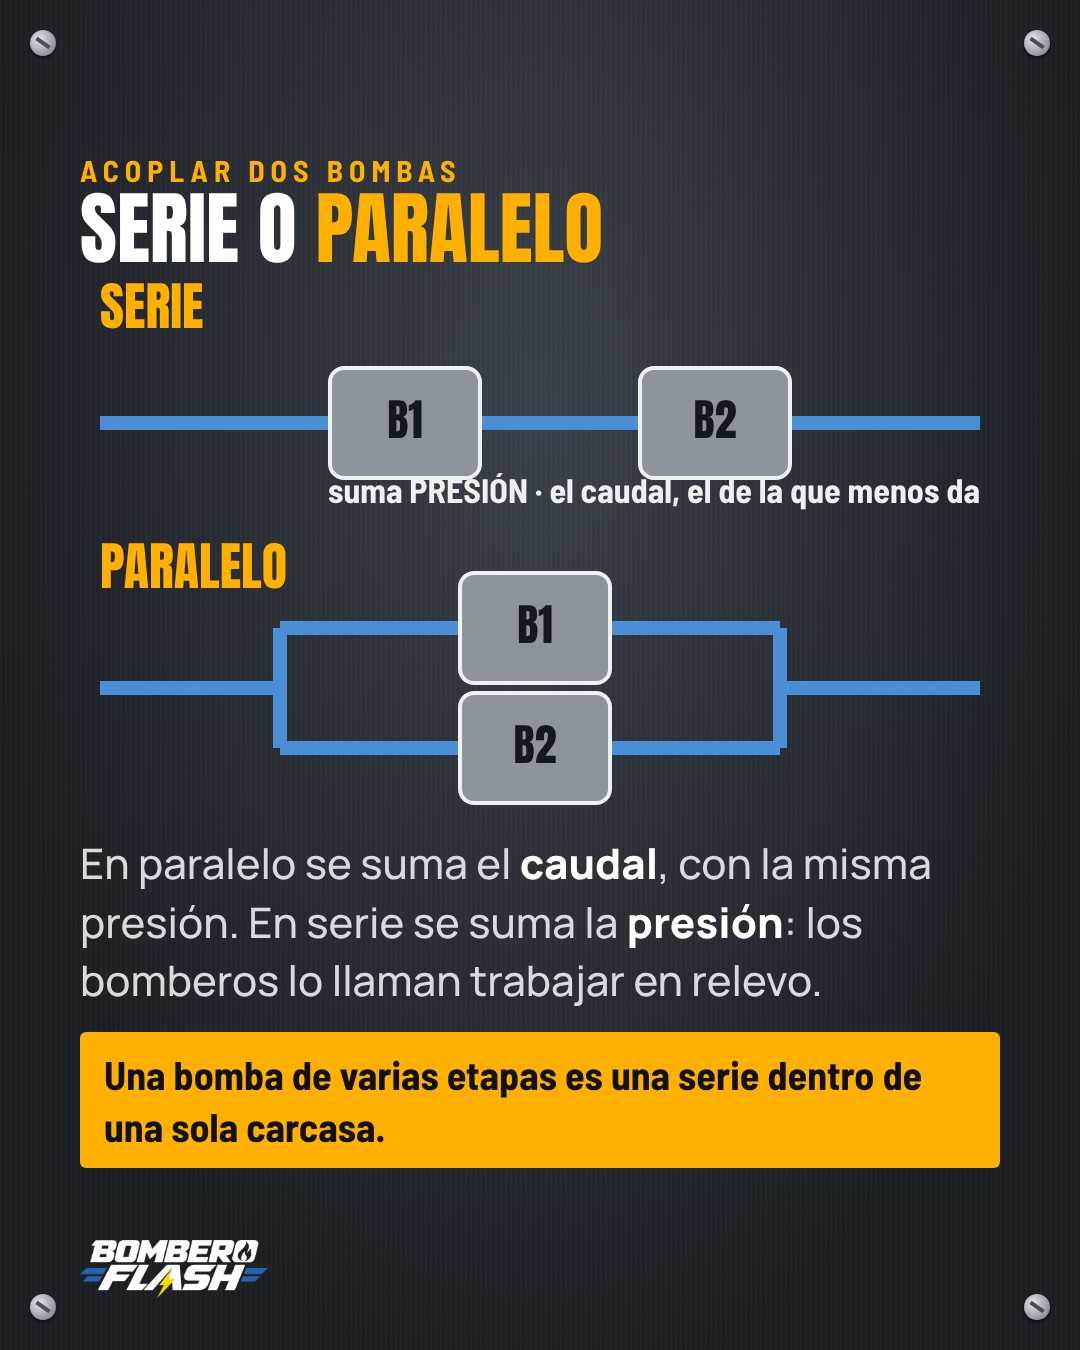 ACOPLAR DOS BOMBAS
SERIE O PARALELO
SERIE
B1
B2
suma PRESIÓN · el caudal, el de la que menos da
PARALELO
B1
B2
En paralelo se suma el caudal, con la misma
presión. En serie se suma la presión: los
bomberos lo llaman trabajar en relevo.
Una bomba de varias etapas es una serie dentro de
una sola carcasa.
BOMBERO
FLASH